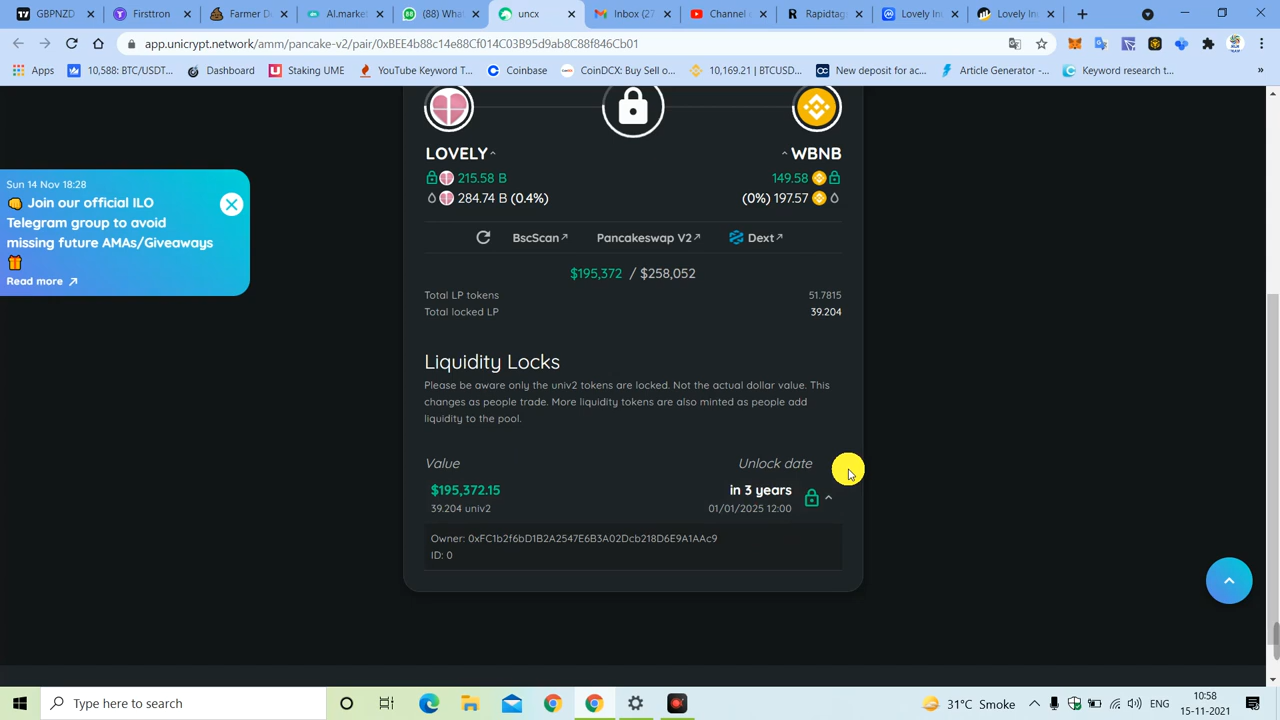 GBPNZD
Firsttron
Farmer D
AI.market
(88) Wha
uncx
Inbox (27
Channel c
Rapidtags
Lovely In
Lovely In
app.unicrypt.network/amm/pancake-v2/pair/0xBEE4b88c14e88Cf014C03B95d9ab8C88f846Cb01
Apps
10,588: BTC/USDT...
Dashboard
Staking UME
YouTube Keyword T...
Coinbase
CoinDCX: Buy Sell o...
10,169.21 | BTCUSD...
New deposit for ac...
Article Generator -...
Keyword research t...
»
LOVELY
WBNB
215.58 B
149.58
284.74 B (0.4%)
(0%) 197.57
Sun 14 Nov 18:28
Join our official ILO
Telegram group to avoid
missing future AMAs/Giveaways
Read more
BscScan
Pancakeswap V2
Dext
$195,372 / $258,052
Total LP tokens
51.7815
Total locked LP
39.204
Liquidity Locks
Please be aware only the univ2 tokens are locked. Not the actual dollar value. This
changes as people trade. More liquidity tokens are also minted as people add
liquidity to the pool.
Value
Unlock date
$195,372.15
in 3 years
39.204 univ2
01/01/2025 12:00
Owner: 0xFC1b2f6bD1B2A2547E6B3A02Dcb218D6E9A1AAc9
ID: 0
Type here to search
31°C Smoke
ENG
10:58
15-11-2021